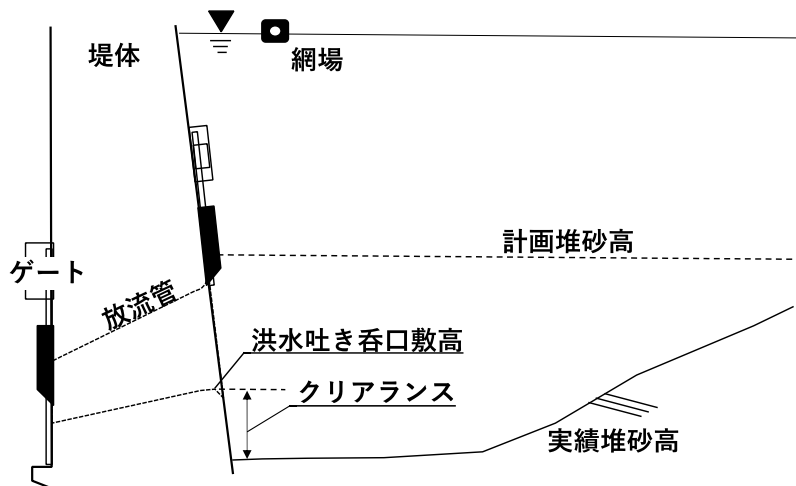 堤体
網場
計画堆砂高
ゲート
放流管
洪水吐き呑口敷高
クリアランス
実績堆砂高